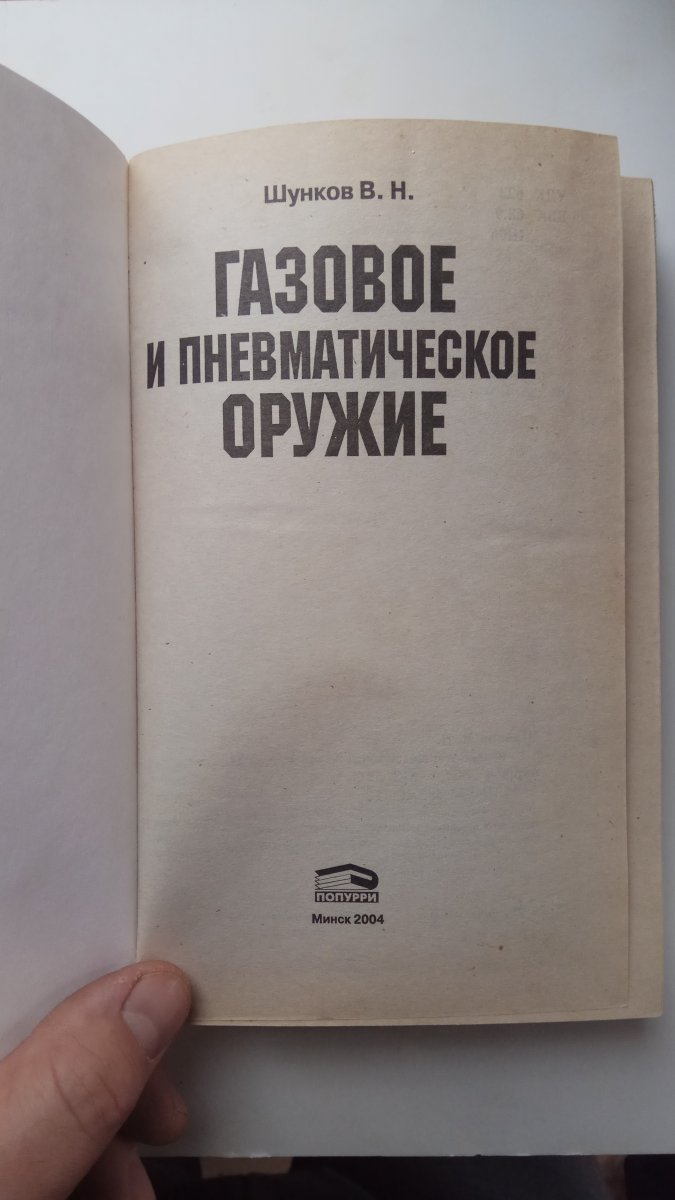 Шунков В. Н.
ГАЗОВОЕ
И ПНЕВМАТИЧЕСКОЕ
ОРУЖИЕ
ПОПУРРИ
Минск 2004